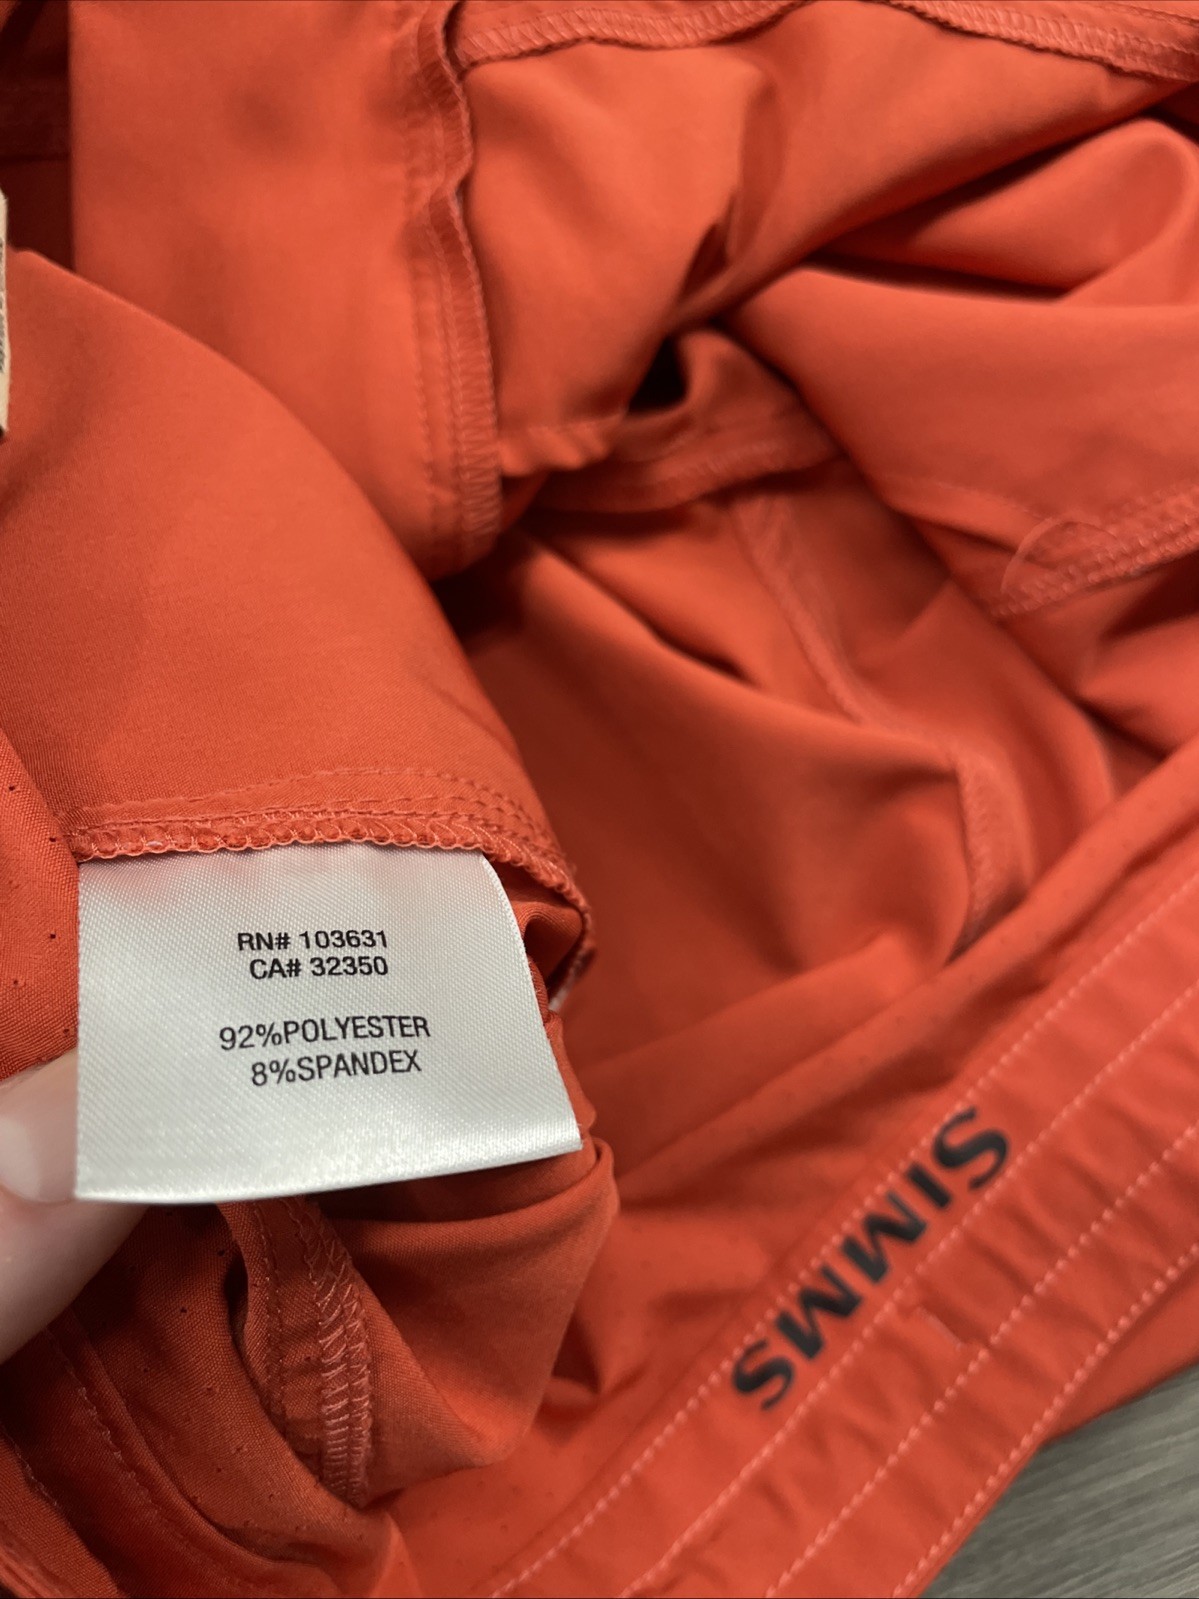 RN# 103631
CA# 32350
92%POLYESTER
8%SPANDEX
SIMMS